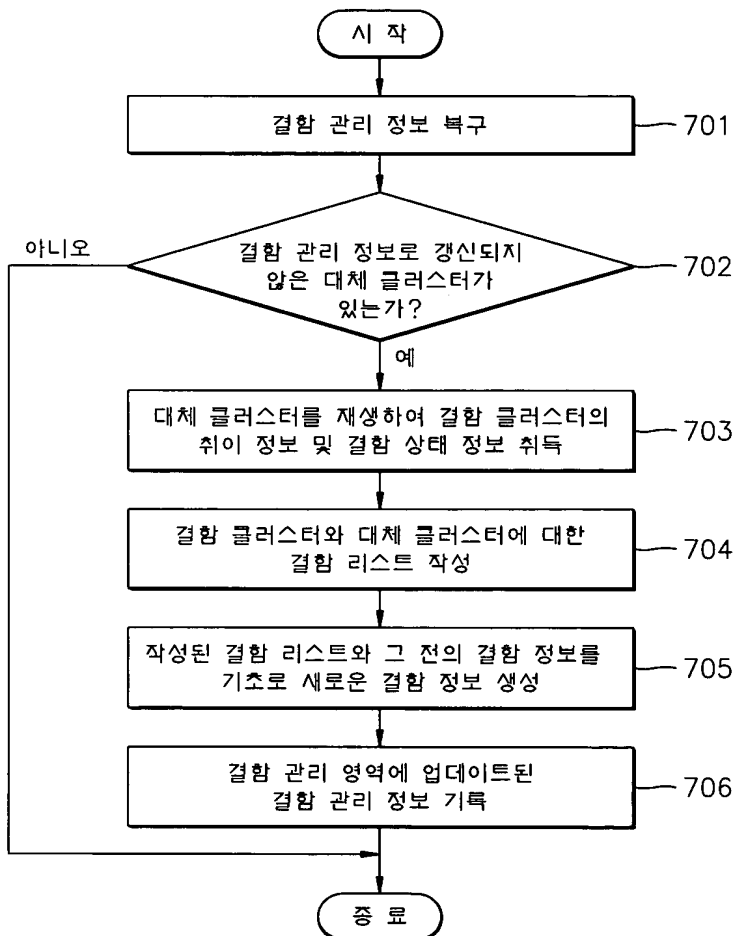 시 작
결함 관리 정보 복구
701
아니오
결함 관리 정보로 갱신되지
않은 대체 클러스터가
있는가?
702
예
대체 클러스터를 재생하여 결함 클러스터의
취이 정보 및 결함 상태 정보 취득
703
결함 클러스터와 대체 클러스터에 대한
결함 리스트 작성
704
작성된 결함 리스트와 그 전의 결함 정보를
기초로 새로운 결함 정보 생성
705
결함 관리 영역에 업데이트된
결함 관리 정보 기록
706
종 료